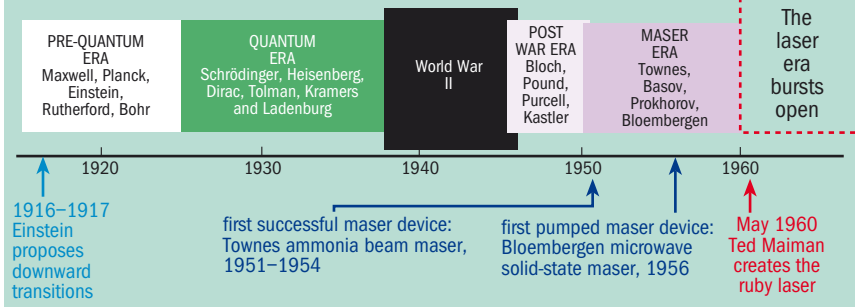 PRE-QUANTUM
ERA
Maxwell, Planck,
Einstein,
Rutherford, Bohr
QUANTUM
ERA
Schrödinger, Heisenberg,
Dirac, Tolman, Kramers
and Ladenburg
World War
II
POST
WAR ERA
Bloch,
Pound,
Purcell,
Kastler
MASER
ERA
Townes,
Basov,
Prokhorov,
Bloembergen
The
laser
era
bursts
open
1920
1930
1940
1950
1960
1916–1917
Einstein
proposes
downward
transitions
first successful maser device:
Townes ammonia beam maser,
1951–1954
first pumped maser device:
Bloembergen microwave
solid-state maser, 1956
May 1960
Ted Maiman
creates the
ruby laser